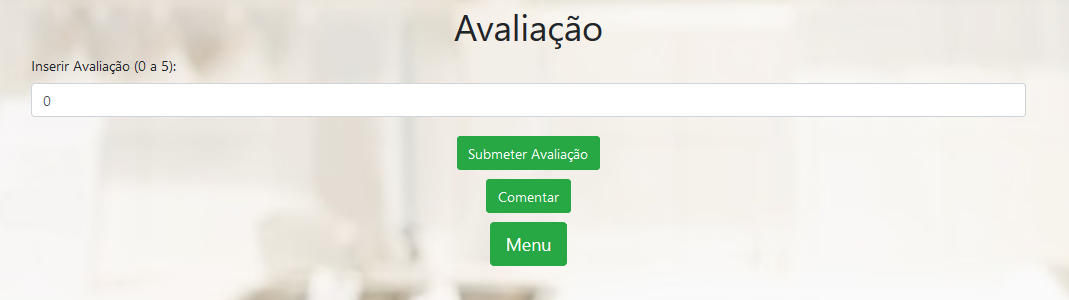 Avaliação
Inserir Avaliação (0 a 5):
0
Submeter Avaliação
Comentar
Menu